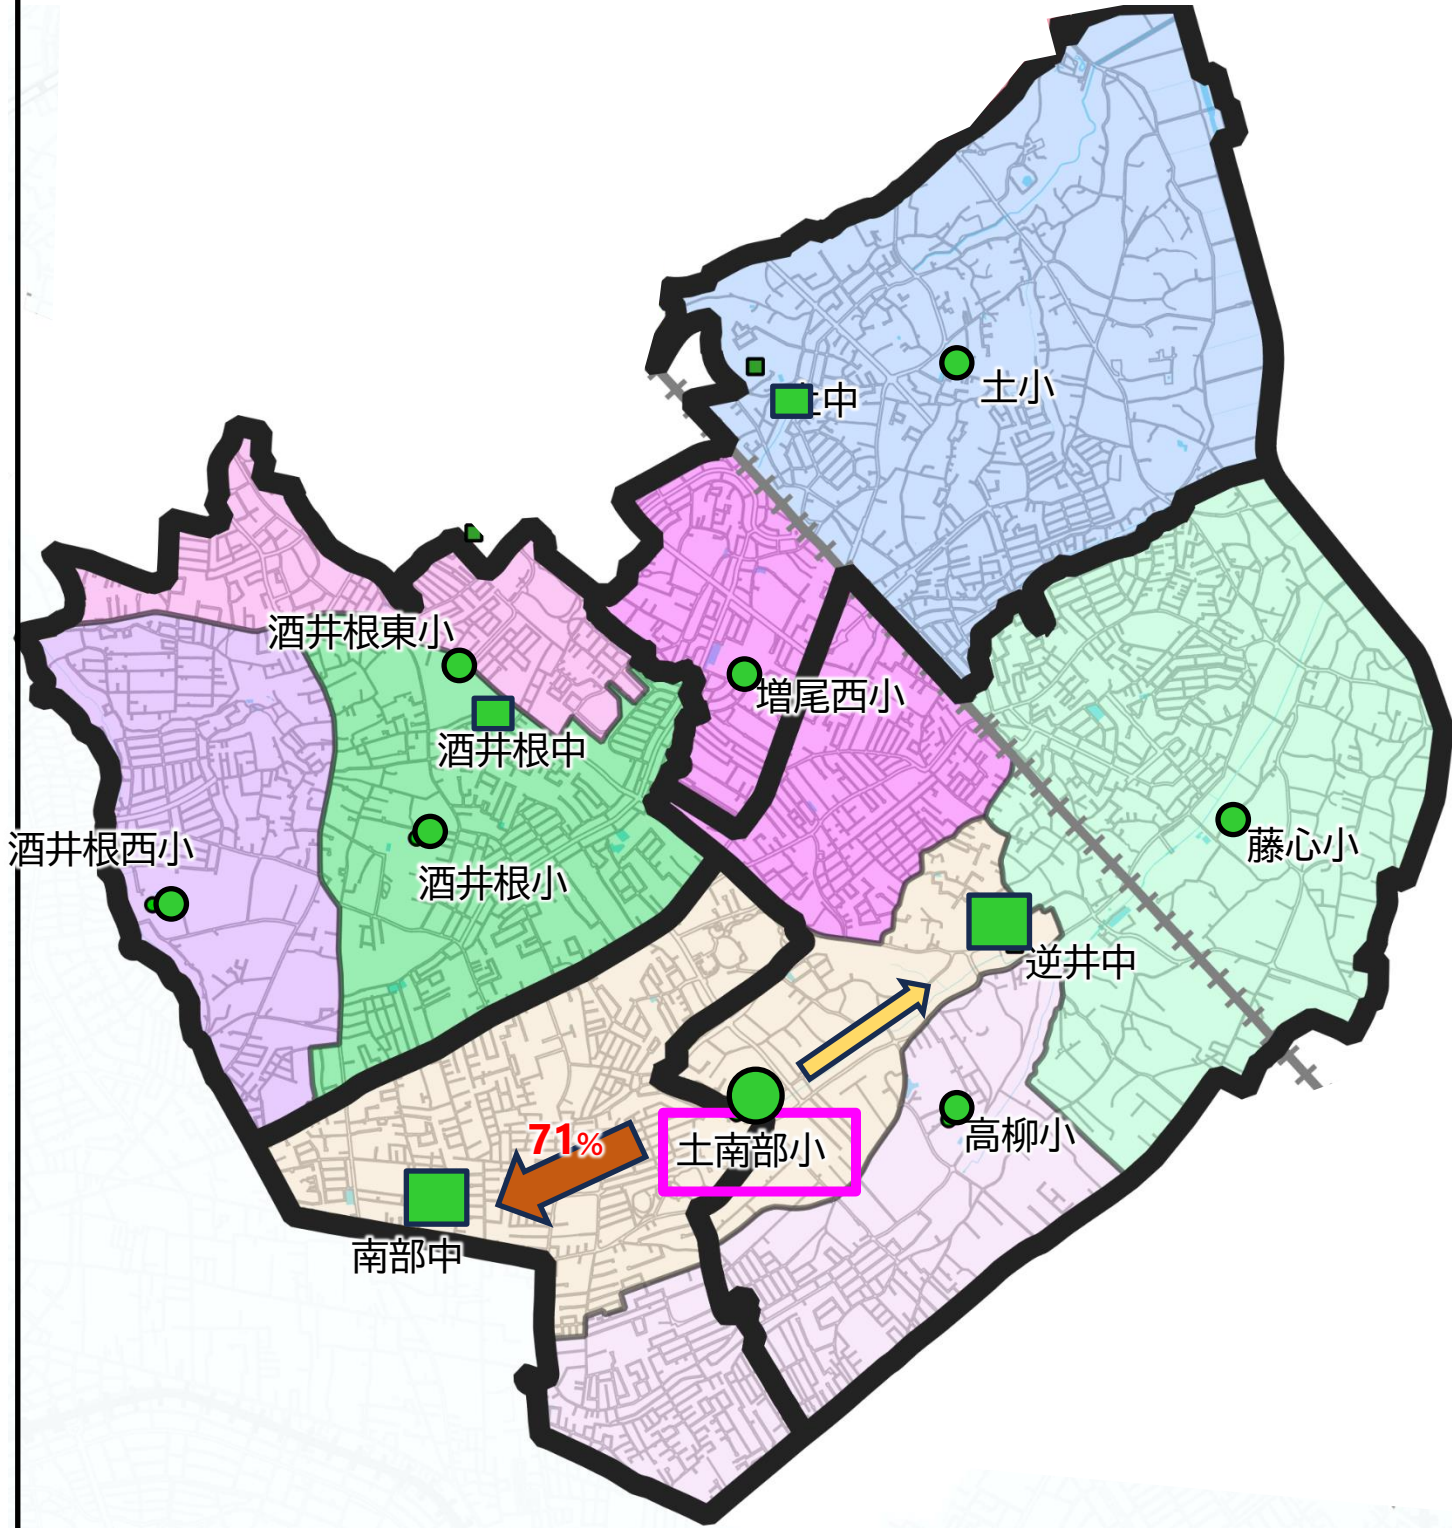 土小
中
酒井根東小
増尾西小
酒井根中
藤心小
酒井根西小
酒井根小
逆井中
高柳小
71%
土南部小
南部中